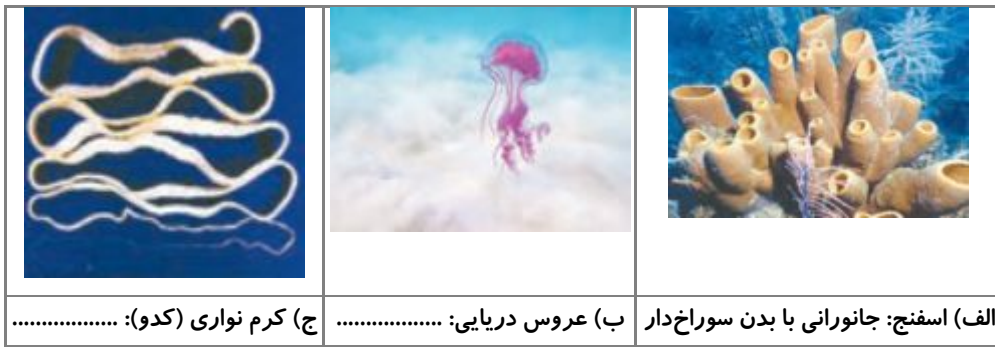 الف) اسفنج: جانورانی با بدن سوراخ‌دار
ب) عروس دریایی: ..................
ج) کرم نواری (کدو): ..................